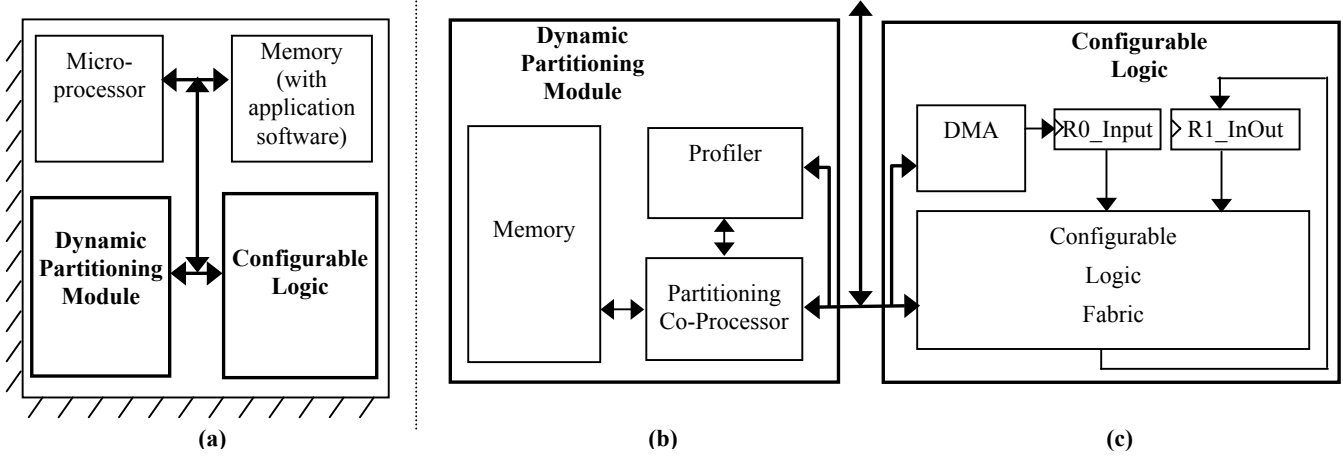 Micro-
processor
Memory
(with
application
software)
Dynamic
Partitioning
Module
Configurable
Logic
(a)
Dynamic
Partitioning
Module
Memory
Profiler
Partitioning
Co-Processor
(b)
Configurable
Logic
DMA
R0_Input
R1_InOut
Configurable
Logic
Fabric
(c)